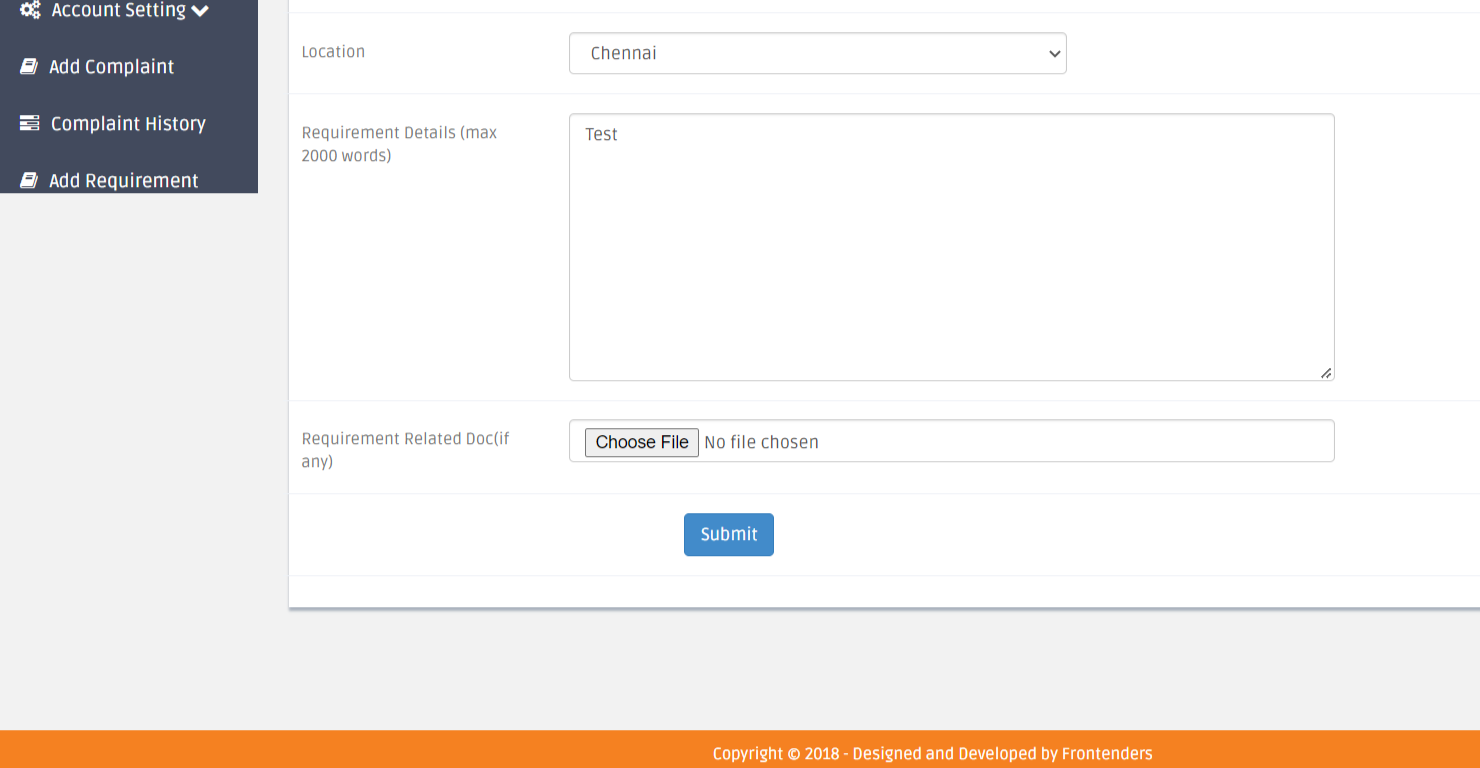 Account Setting
Add Complaint
Complaint History
Add Requirement
Location
Chennai
Requirement Details (max
2000 words)
Test
Requirement Related Doc(if
any)
Choose File No file chosen
Submit
Copyright © 2018 - Designed and Developed by Frontenders